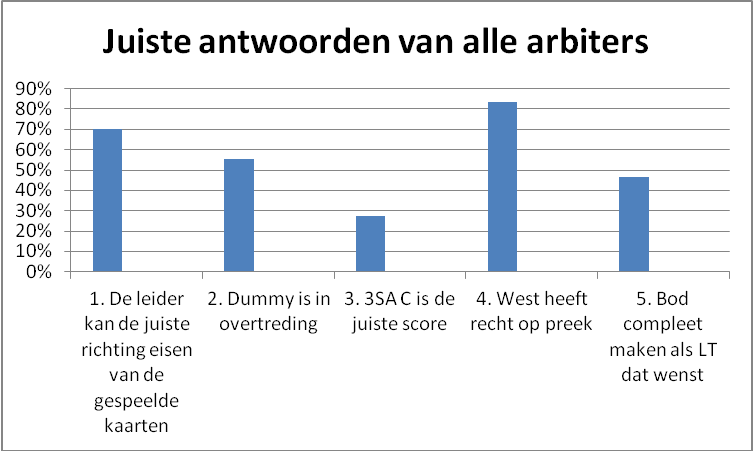 Juiste antwoorden van alle arbiters
90%
80%
70%
60%
50%
40%
30%
20%
10%
0%
1. De leider
kan de juiste
richting eisen
van de
gespeelde
kaarten
2. Dummy is in
overtreding
3. 3SA C is de
juiste score
4. West heeft
recht op preek
5. Bod
compleet
maken als LT
dat wenst